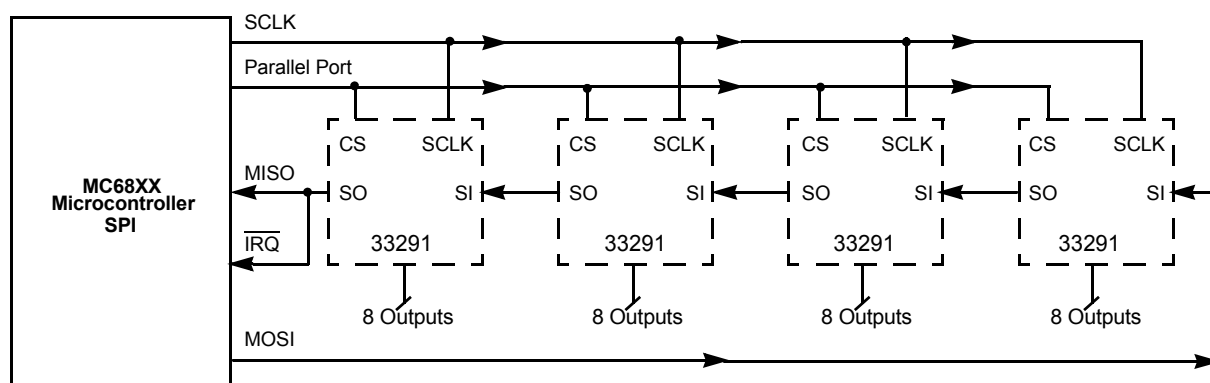 SCLK
Parallel Port
CS SCLK CS SCLK CS SCLK CS SCLK
MISO
SO SI SO SI SO SI SO SI
MC68XX
Microcontroller
SPI
IRQ
33291 33291 33291 33291
8 Outputs 8 Outputs 8 Outputs 8 Outputs
MOSI